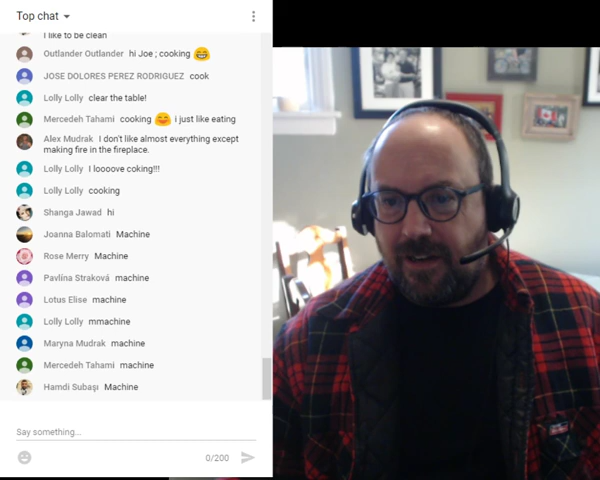 Top chat
I like to be clean
Outlander Outlander hi Joe ; cooking 😂
JOSE DOLORES PEREZ RODRIGUEZ cook
Lolly Lolly clear the table!
Mercedeh Tahami cooking 😊 i just like eating
Alex Mudrak I don't like almost everything except
making fire in the fireplace.
Lolly Lolly I loooove coking!!!
Lolly Lolly cooking
Shanga Jawad hi
Joanna Balomati Machine
Rose Merry Machine
Pavlína Straková machine
Lotus Elise machine
Lolly Lolly mmachine
Maryna Mudrak machine
Mercedeh Tahami machine
Hamdi Subaşı Machine
Say something...
0/200